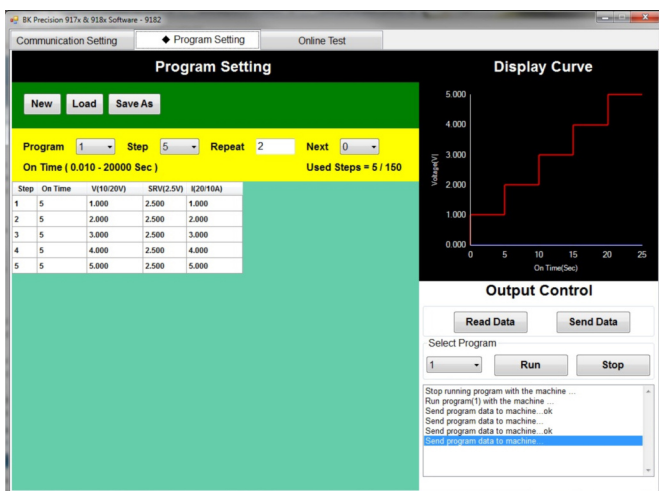 BK Precision 917x & 918x Software - 9182
Communication Setting ◆ Program Setting Online Test
Program Setting
New Load Save As
Program 1 Step 5 Repeat 2 Next 0
On Time ( 0.010 - 20000 Sec ) Used Steps = 5 / 150
Step On Time V(10/20V) SRV(2.5V) I(20/10A)
1 5 1.000 2.500 1.000
2 5 2.000 2.500 2.000
3 5 3.000 2.500 3.000
4 5 4.000 2.500 4.000
5 5 5.000 2.500 5.000
Display Curve
5.000
4.000
3.000
2.000
1.000
0.000
Voltage(V)
0 5 10 15 20 25
On Time(Sec)
Output Control
Read Data Send Data
Select Program
1 Run Stop
Stop running program with the machine ...
Run program(1) with the machine ...
Send program data to machine...ok
Send program data to machine...
Send program data to machine...ok
Send program data to machine...